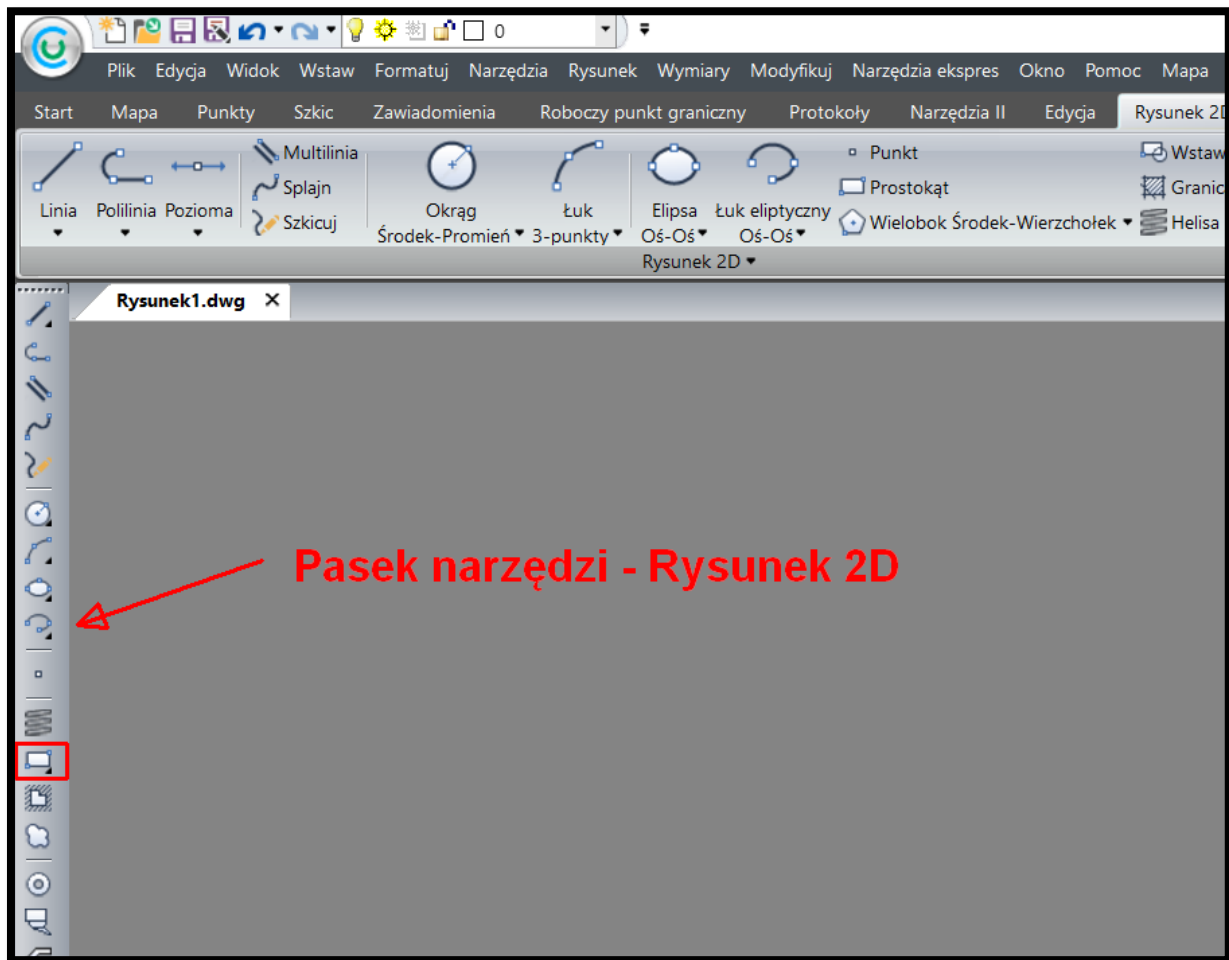 0
Plik Edycja Widok Wstaw Formatuj Narzędzia Rysunek Wymiary Modyfikuj Narzędzia ekspres Okno Pomoc Mapa
Start Mapa Punkty Szkic Zawiadomienia Roboczy punkt graniczny Protokoły Narzędzia II Edycja Rysunek 2D
Multilinia Punkt Wstaw
Splajn Prostokąt Granic
Linia Polilinia Pozioma Szkicuj Okrąg Łuk Elipsa Łuk eliptyczny Wielobok Środek-Wierzchołek Helisa
Środek-Promień 3-punkty Oś-Oś Oś-Oś
Rysunek 2D
Rysunek1.dwg
Pasek narzędzi - Rysunek 2D